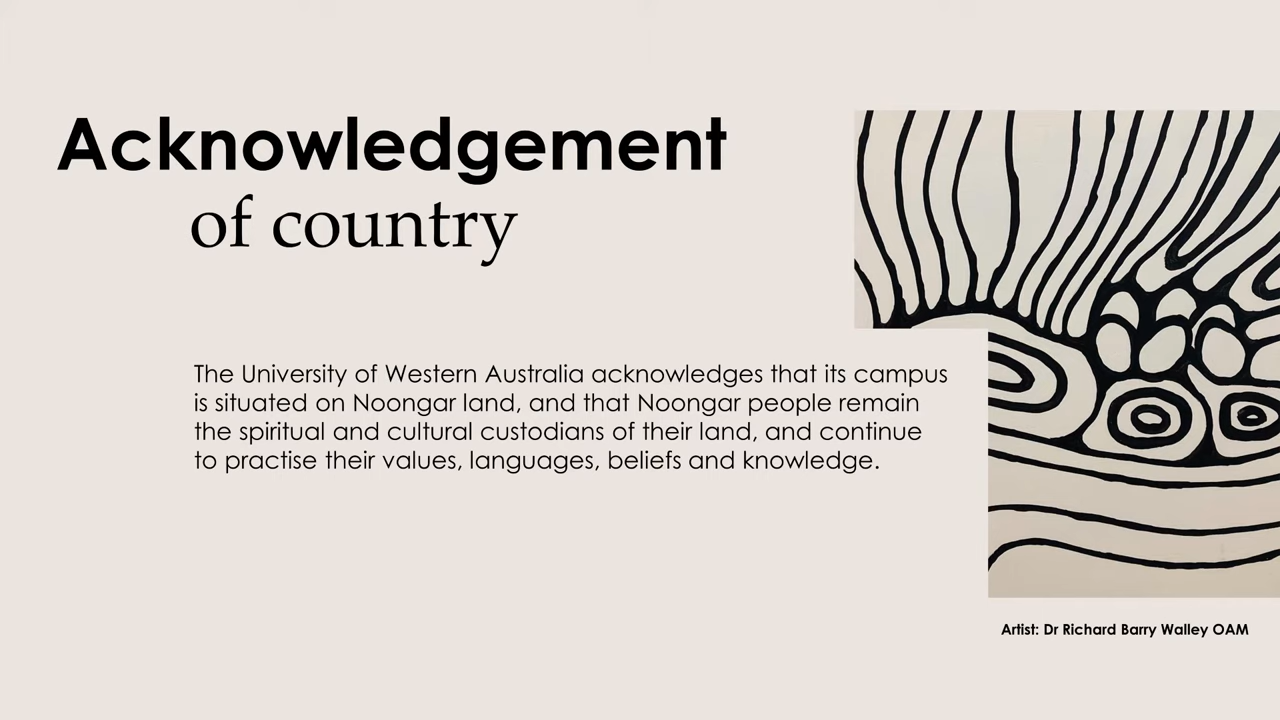 Acknowledgement
of country
The University of Western Australia acknowledges that its campus
is situated on Noongar land, and that Noongar people remain
the spiritual and cultural custodians of their land, and continue
to practise their values, languages, beliefs and knowledge.
Artist: Dr Richard Barry Walley OAM